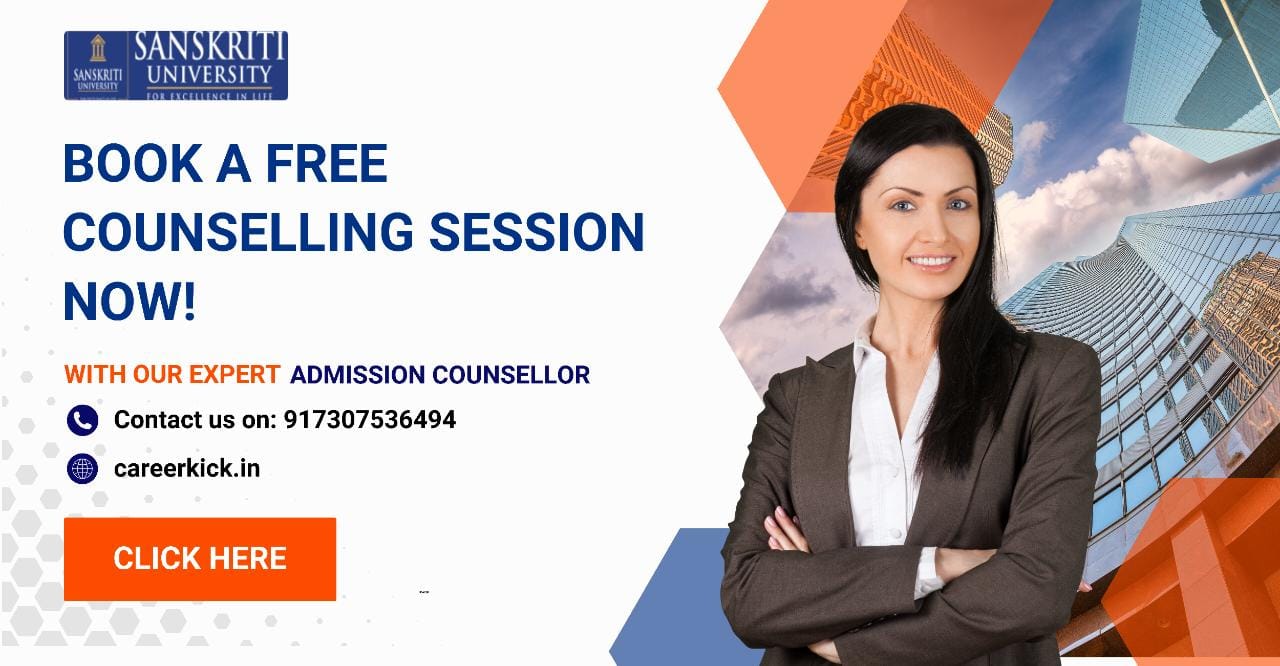 SANSKRITI
UNIVERSITY
SANSKRITI
UNIVERSITY
FOR EXCELLENCE IN LIFE
BOOK A FREE
COUNSELLING SESSION
NOW!
WITH OUR EXPERT ADMISSION COUNSELLOR
Contact us on: 917307536494
careerkick.in
CLICK HERE